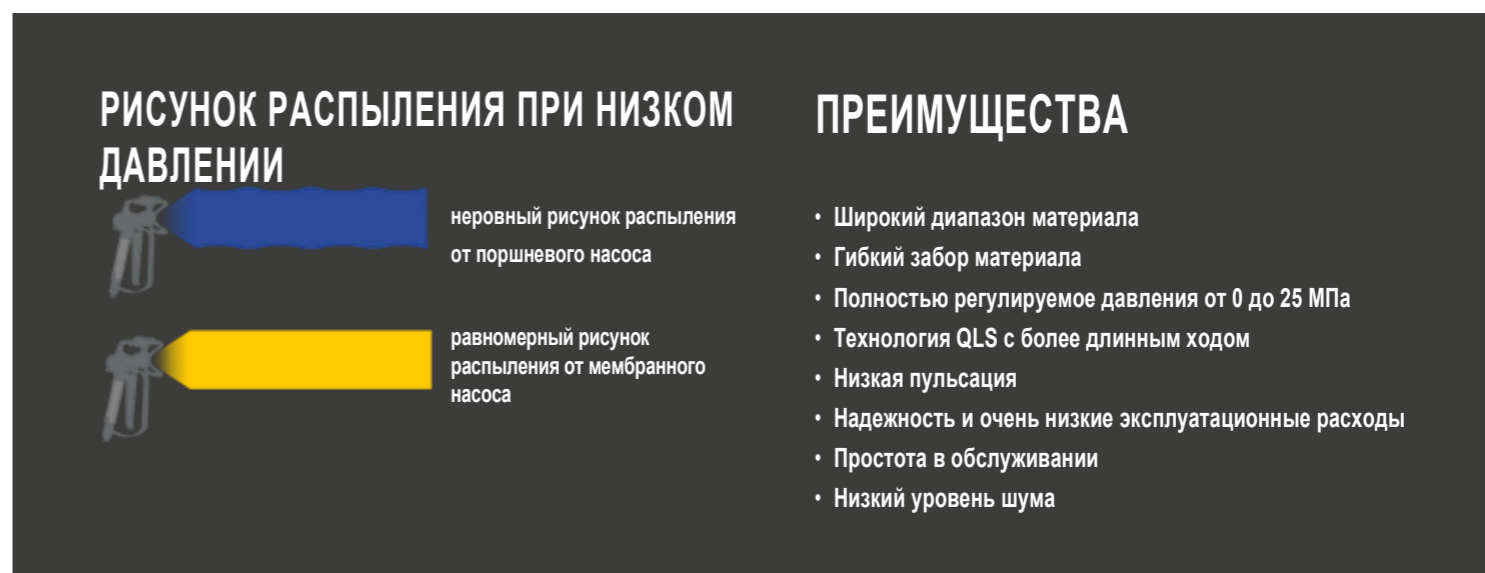 РИСУНОК РАСПЫЛЕНИЯ ПРИ НИЗКОМ
ДАВЛЕНИИ
неровный рисунок распыления
от поршневого насоса
равномерный рисунок
распыления от мембранного
насоса
ПРЕИМУЩЕСТВА
• Широкий диапазон материала
• Гибкий забор материала
• Полностью регулируемое давления от 0 до 25 МПа
• Технология QLS с более длинным ходом
• Низкая пульсация
• Надежность и очень низкие эксплуатационные расходы
• Простота в обслуживании
• Низкий уровень шума